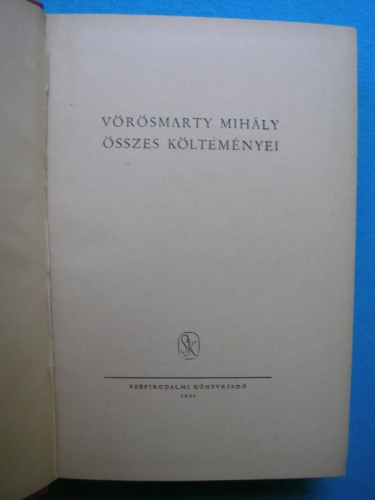 VÖRÖSMARTY MIHÁLY
ÖSSZES KÖLTEMÉNYEI
SZK
SZÉPIRODALMI KÖNYVKIADÓ